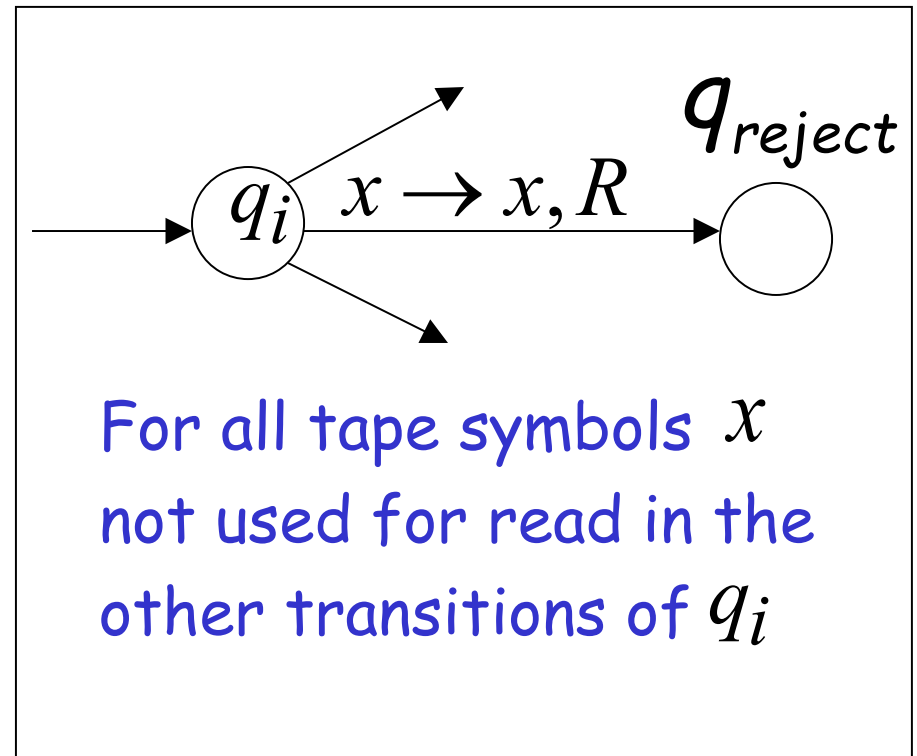 q_reject
q_i x → x, R
For all tape symbols x
not used for read in the
other transitions of q_i